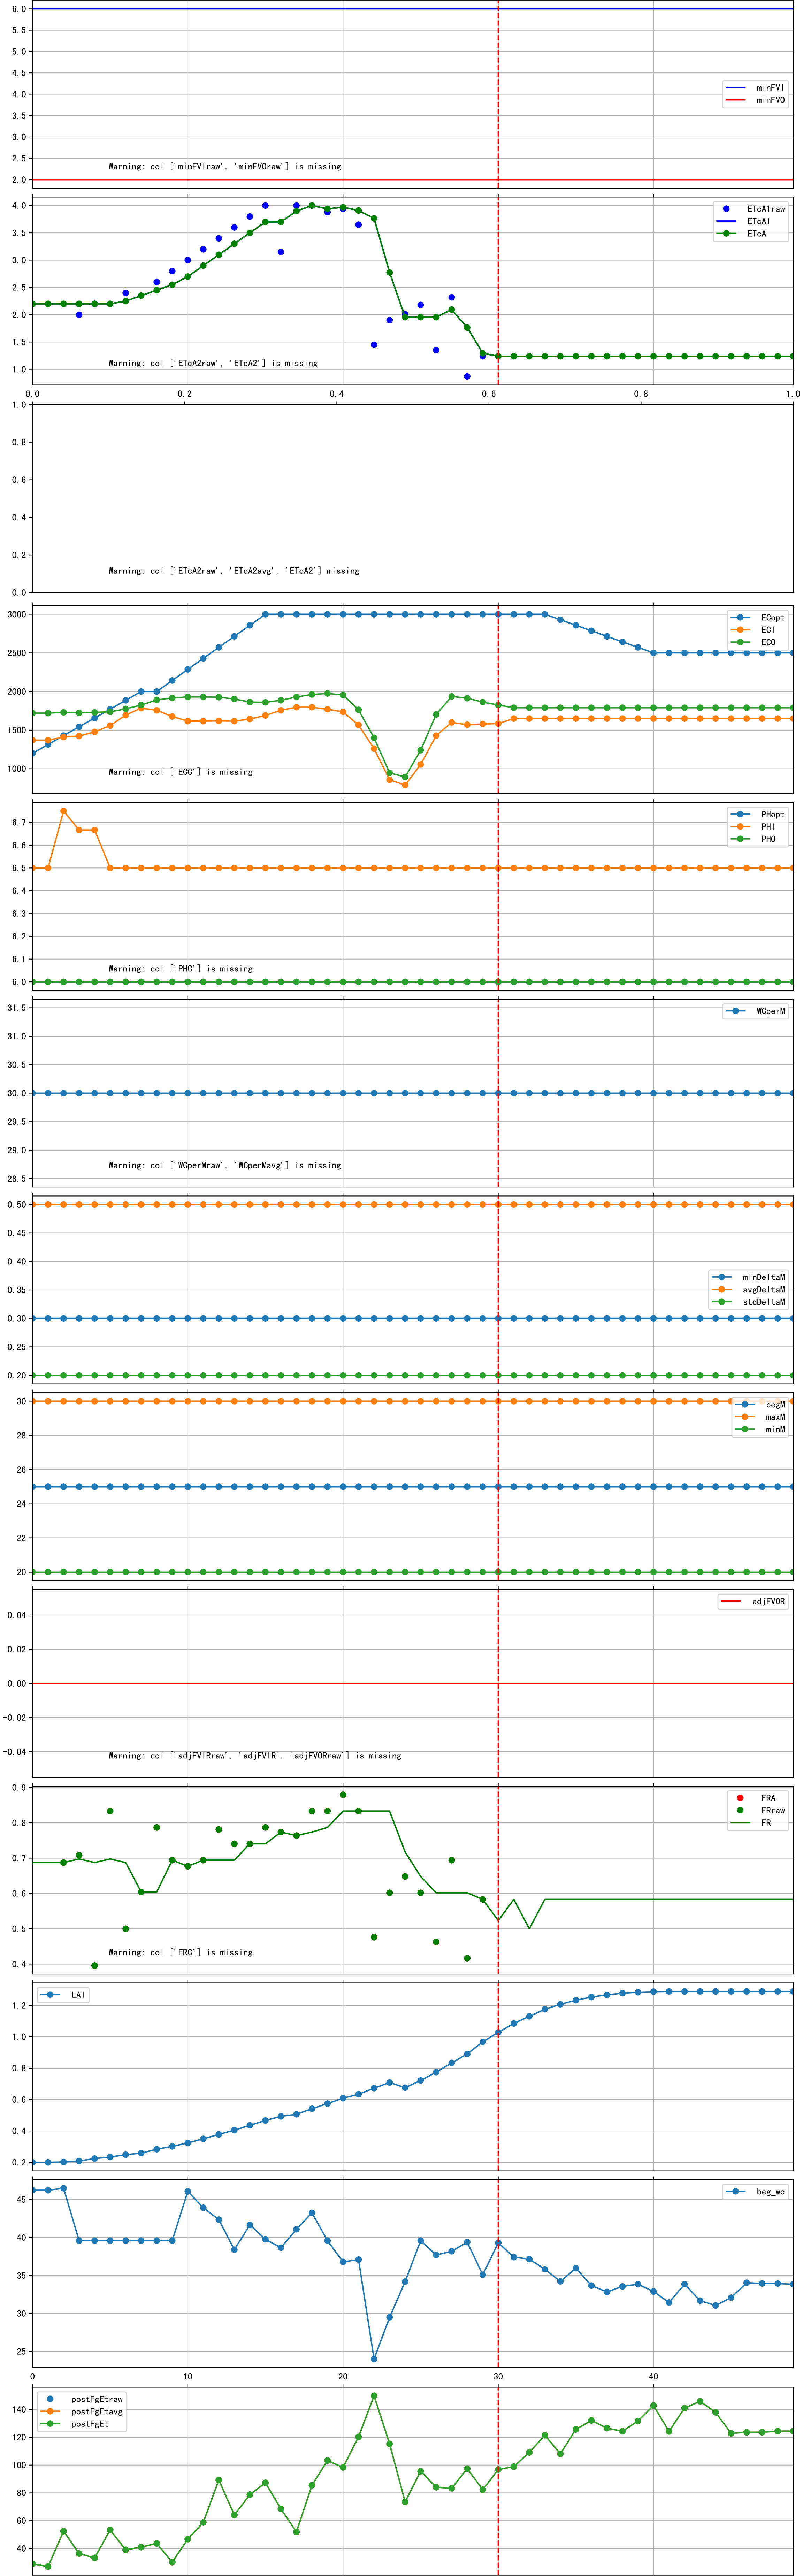 6.0
5.5
5.0
4.5
4.0
3.5
3.0
2.5
2.0
minFVI
minFVO
Warning: col ['minFVIraw', 'minFVOraw'] is missing
4.0
3.5
3.0
2.5
2.0
1.5
1.0
ETcA1raw
ETcA1
ETcA
Warning: col ['ETcA2raw', 'ETcA2'] is missing
0.0 0.2 0.4 0.6 0.8 1.0
1.0
0.8
0.6
0.4
0.2
0.0
Warning: col ['ETcA2raw', 'ETcA2avg', 'ETcA2'] missing
3000
2500
2000
1500
1000
ECopt
ECI
ECO
Warning: col ['ECC'] is missing
6.7
6.6
6.5
6.4
6.3
6.2
6.1
6.0
PHopt
PHI
PHO
Warning: col ['PHC'] is missing
31.5
31.0
30.5
30.0
29.5
29.0
28.5
WCperM
Warning: col ['WCperMraw', 'WCperMavg'] is missing
0.50
0.45
0.40
0.35
0.30
0.25
0.20
minDeltaM
avgDeltaM
stdDeltaM
30
28
26
24
22
20
begM
maxM
minM
0.04
0.02
0.00
-0.02
-0.04
adjFVOR
Warning: col ['adjFVIRraw', 'adjFVIR', 'adjFVORraw'] is missing
0.9
0.8
0.7
0.6
0.5
0.4
FRA
FRraw
FR
Warning: col ['FRC'] is missing
1.2
1.0
0.8
0.6
0.4
0.2
LAI
45
40
35
30
25
beg_wc
0 10 20 30 40
140
120
100
80
60
40
postFgEtraw
postFgEtavg
postFgEt